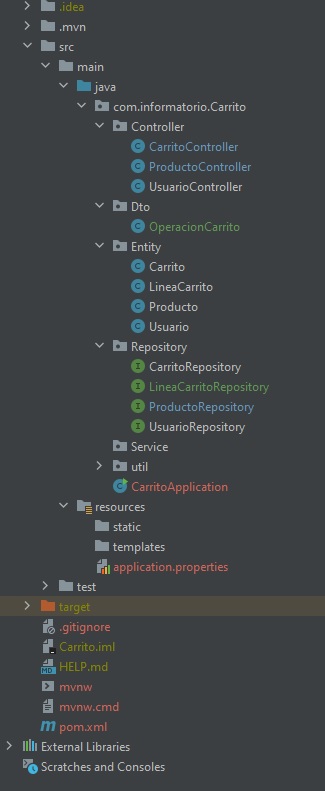 .idea
.mvn
src
main
java
com.informatorio.Carrito
Controller
CarritoController
ProductoController
UsuarioController
Dto
OperacionCarrito
Entity
Carrito
LineaCarrito
Producto
Usuario
Repository
CarritoRepository
LineaCarritoRepository
ProductoRepository
UsuarioRepository
Service
util
CarritoApplication
resources
static
templates
application.properties
test
target
.gitignore
Carrito.iml
HELP.md
mvnw
mvnw.cmd
pom.xml
External Libraries
Scratches and Consoles